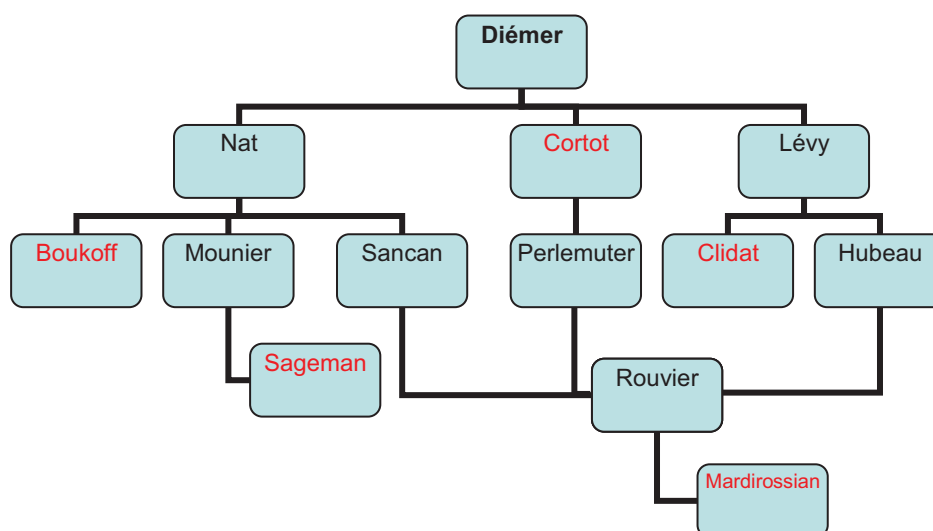 Diémer
Nat
Cortot
Lévy
Boukoff
Mounier
Sancan
Perlemuter
Clidat
Hubeau
Sageman
Rouvier
Mardirossian